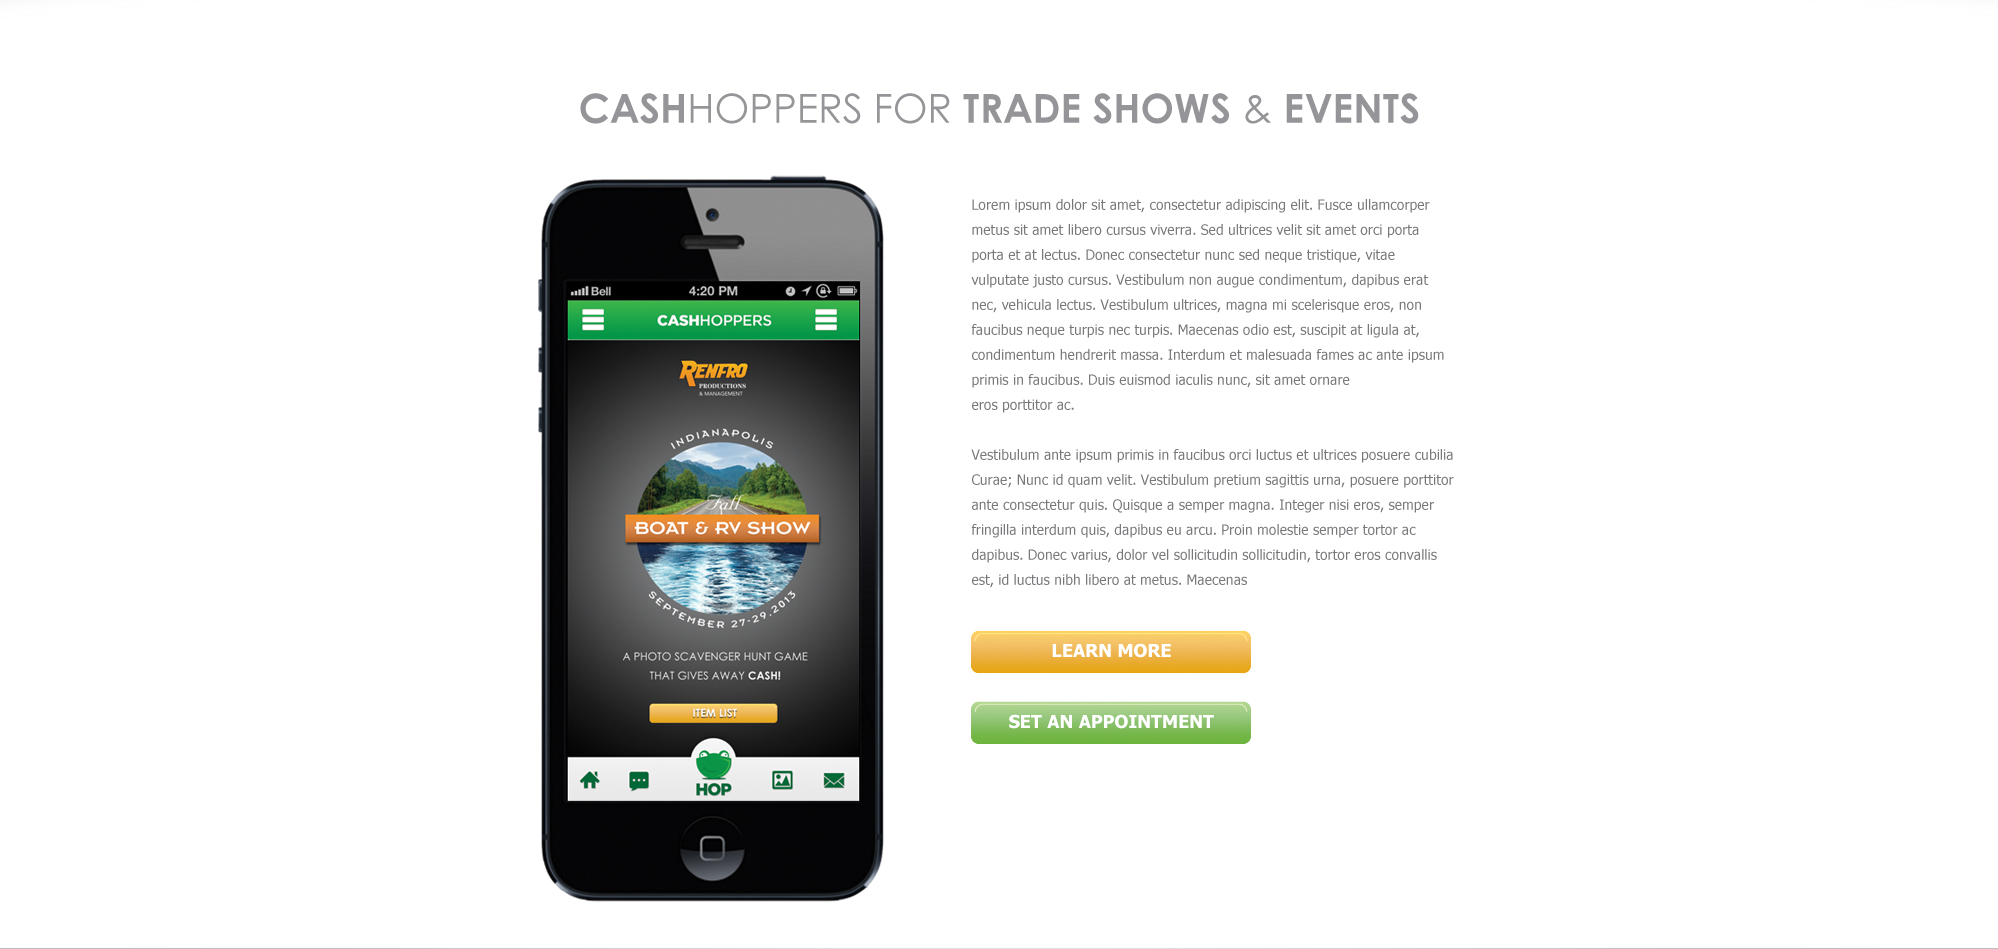 CASHHOPPERS FOR TRADE SHOWS & EVENTS
Bell 4:20 PM
CASHHOPPERS
RENFRO
PRODUCTIONS
& MANAGEMENT
INDIANAPOLIS
Fall
BOAT & RV SHOW
SEPTEMBER 27-29.2013
A PHOTO SCAVENGER HUNT GAME
THAT GIVES AWAY CASH!
ITEM LIST
HOP
Lorem ipsum dolor sit amet, consectetur adipiscing elit. Fusce ullamcorper
metus sit amet libero cursus viverra. Sed ultrices velit sit amet orci porta
porta et at lectus. Donec consectetur nunc sed neque tristique, vitae
vulputate justo cursus. Vestibulum non augue condimentum, dapibus erat
nec, vehicula lectus. Vestibulum ultrices, magna mi scelerisque eros, non
faucibus neque turpis nec turpis. Maecenas odio est, suscipit at ligula at,
condimentum hendrerit massa. Interdum et malesuada fames ac ante ipsum
primis in faucibus. Duis euismod iaculis nunc, sit amet ornare
eros porttitor ac.
Vestibulum ante ipsum primis in faucibus orci luctus et ultrices posuere cubilia
Curae; Nunc id quam velit. Vestibulum pretium sagittis urna, posuere porttitor
ante consectetur quis. Quisque a semper magna. Integer nisi eros, semper
fringilla interdum quis, dapibus eu arcu. Proin molestie semper tortor ac
dapibus. Donec varius, dolor vel sollicitudin sollicitudin, tortor eros convallis
est, id luctus nibh libero at metus. Maecenas
LEARN MORE
SET AN APPOINTMENT